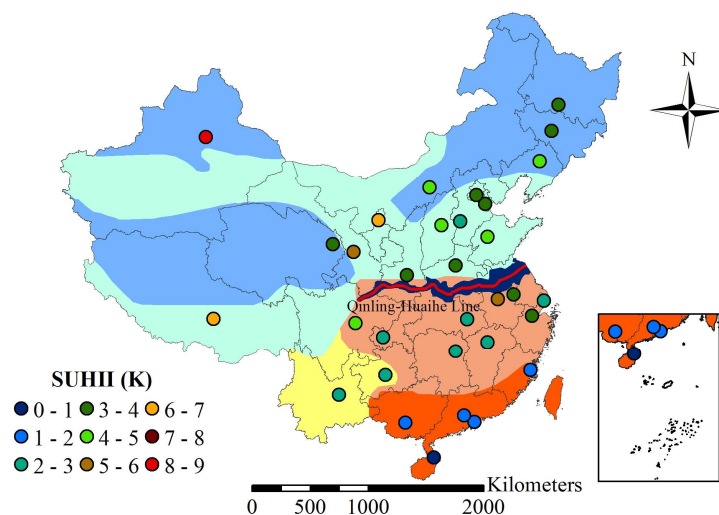 N
Qinling-Huaihe Line
SUHII (K)
0 - 1 3 - 4 6 - 7
1 - 2 4 - 5 7 - 8
2 - 3 5 - 6 8 - 9
Kilometers
0 500 1000 2000